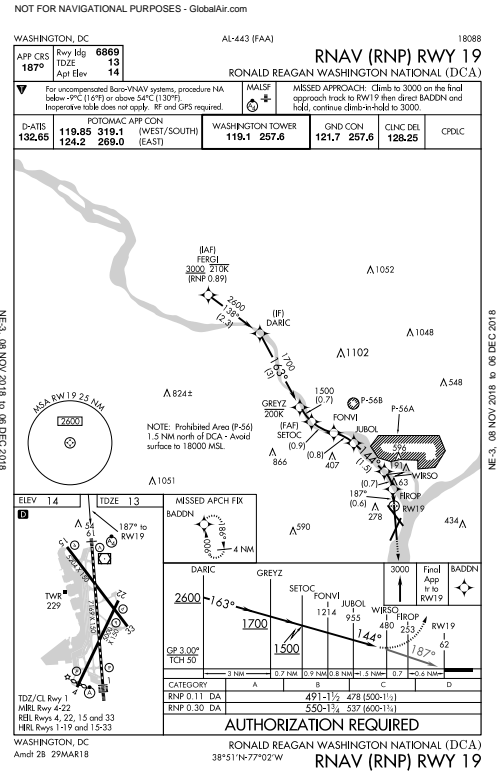 NOT FOR NAVIGATIONAL PURPOSES - GlobalAir.com
WASHINGTON, DC
AL-443 (FAA)
18088
APP CRS
187°
Rwy Idg 6869
TDZE 13
Apt Elev 14
RNAV (RNP) RWY 19
RONALD REAGAN WASHINGTON NATIONAL (DCA)
T
For uncompensated Baro-VNAV systems, procedure NA
below -9°C (16°F) or above 54°C (130°F).
Inoperative table does not apply. RF and GPS required.
MALSF
MISSED APPROACH: Climb to 3000 on the final
approach track to RW19 then direct BADDN and
hold, continue climb-in-hold to 3000.
D-ATIS
132.65
POTOMAC APP CON
119.85 319.1 (WEST/SOUTH)
124.2 269.0 (EAST)
WASHINGTON TOWER
119.1 257.6
GND CON
121.7 257.6
CLNC DEL
128.25
CPDLC
NE-3, 08 NOV 2018 to 06 DEC 2018
NE-3, 08 NOV 2018 to 06 DEC 2018
(IAF)
FERGI
3000 210K
(RNP 0.89)
1052
2600
138°
(2.3)
(IF)
DARIC
1048
1700
163°
(3)
1102
548
824±
MSA RW19 25 NM
2600
GREYZ
200K
1500
(0.7)
P-56B
P-56A
FONVI
(FAF)
SETOC
JUBOL
NOTE: Prohibited Area (P-56)
1.5 NM north of DCA - Avoid
surface to 18000 MSL.
(0.9)
(0.8)
144°
(1.5)
596
866
407
191
WIRSO
1051
(0.7)
63
187°
(0.6)
FIROP
RW19
278
590
434
ELEV 14
TDZE 13
D
54
61
187° to
RW19
MISSED APCH FIX
BADDN
186°
006°
4 NM
TWR
229
15
22
33
4
1
TDZ/CL Rwy 1
MIRL Rwy 4-22
REIL Rwys 4, 22, 15 and 33
HIRL Rwys 1-19 and 15-33
3000
Final
App
tr to
RW19
BADDN
DARIC
GREYZ
SETOC
FONVI
1214
JUBOL
955
WIRSO
480
FIROP
253
RW19
62
2600
163°
1700
1500
144°
187°
GP 3.00°
TCH 50
3 NM
0.7 NM
0.9 NM
0.8 NM
1.5 NM
0.7
0.6 NM
CATEGORY A B C D
RNP 0.11 DA 491-1½ 478 (500-1½)
RNP 0.30 DA 550-1¾ 537 (600-1¾)
AUTHORIZATION REQUIRED
WASHINGTON, DC
Amdt 2B 29MAR18
38°51'N-77°02'W
RONALD REAGAN WASHINGTON NATIONAL (DCA)
RNAV (RNP) RWY 19